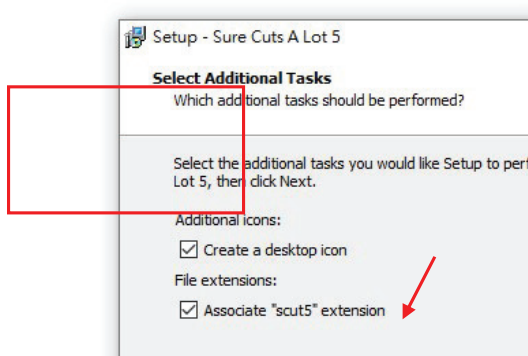 Setup - Sure Cuts A Lot 5
Select Additional Tasks
Which additional tasks should be performed?
Select the additional tasks you would like Setup to
Lot 5, then click Next.
Additional icons:
Create a desktop icon
File extensions:
Associate "scut5" extension